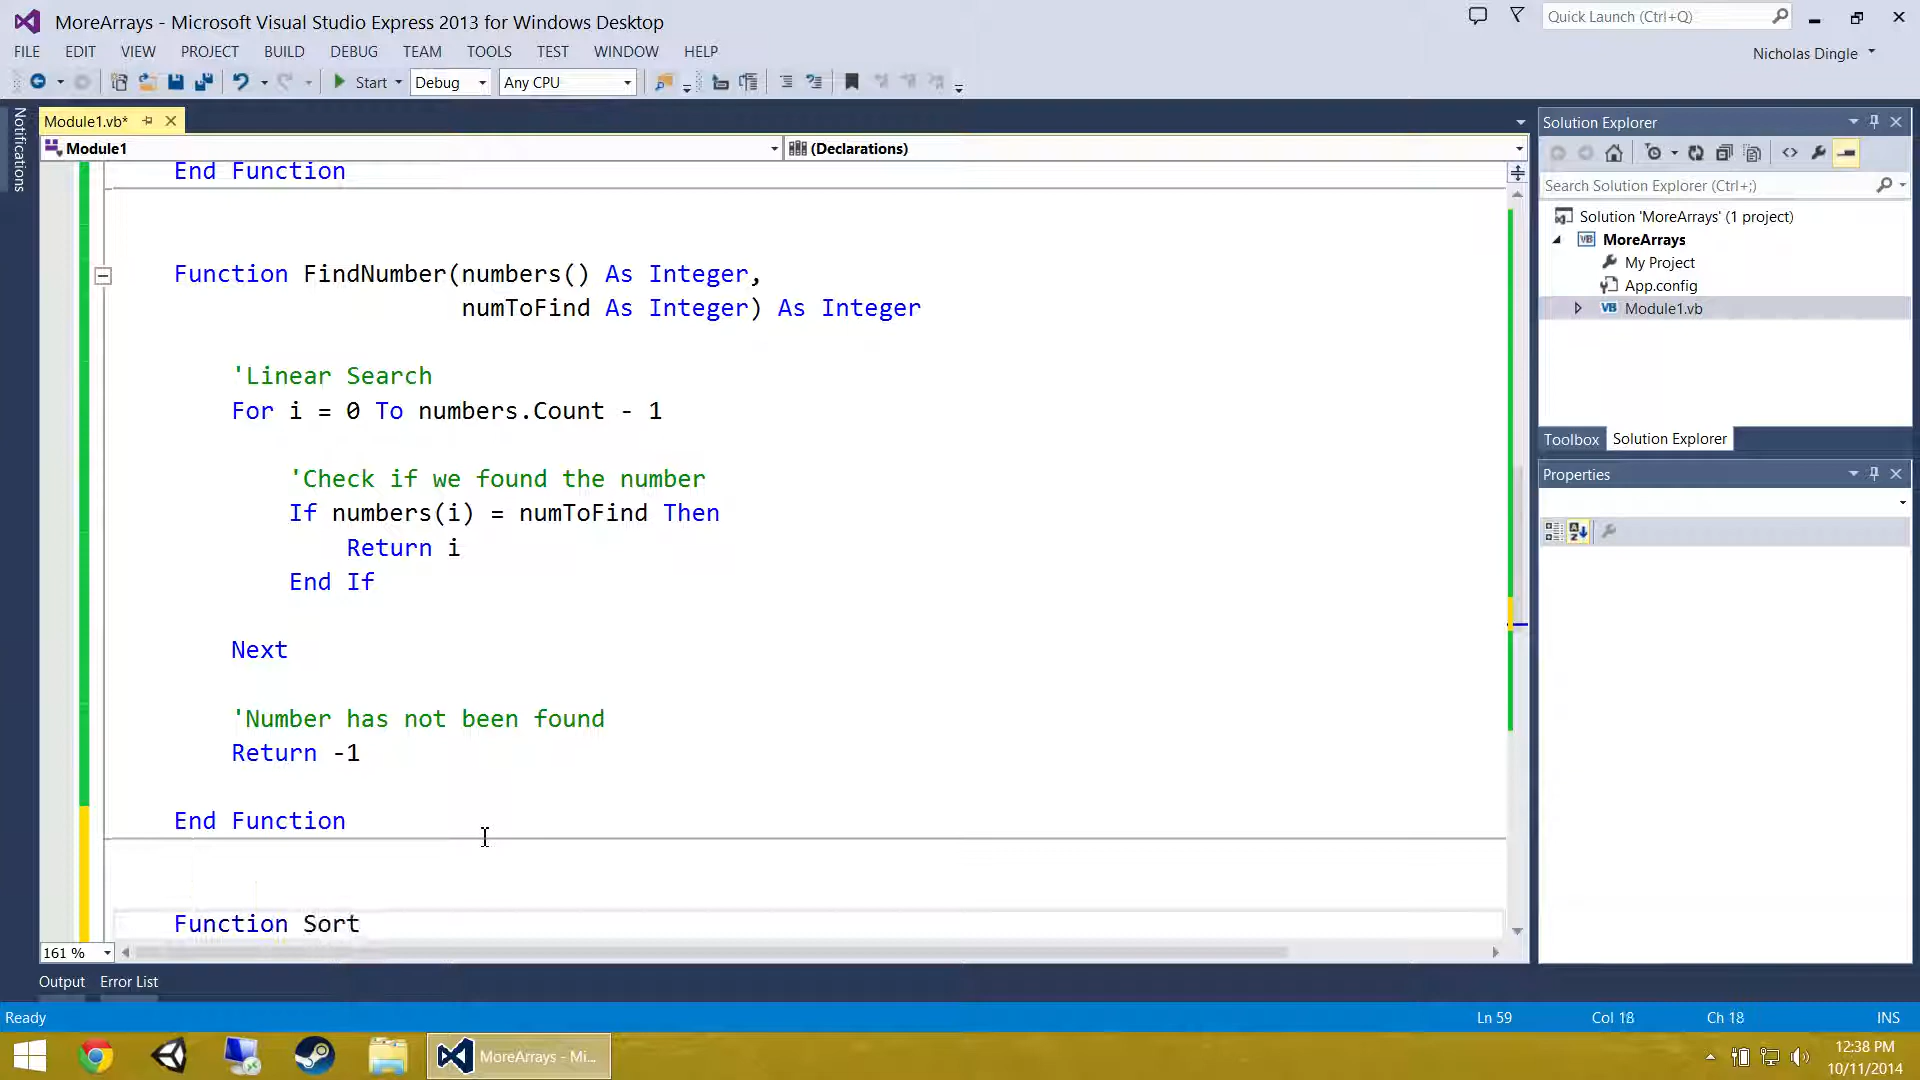 MoreArrays - Microsoft Visual Studio Express 2013 for Windows Desktop
Quick Launch (Ctrl+Q)
FILE EDIT VIEW PROJECT BUILD DEBUG TEAM TOOLS TEST WINDOW HELP
Nicholas Dingle
Start Debug Any CPU
Notifications
Module1.vb*
Module1
(Declarations)
End Function
Function FindNumber(numbers() As Integer,
numToFind As Integer) As Integer
'Linear Search
For i = 0 To numbers.Count - 1
'Check if we found the number
If numbers(i) = numToFind Then
Return i
End If
Next
'Number has not been found
Return -1
End Function
Function Sort
161 %
Solution Explorer
Search Solution Explorer (Ctrl+;)
Solution 'MoreArrays' (1 project)
VB MoreArrays
My Project
App.config
VB Module1.vb
Toolbox Solution Explorer
Properties
Output Error List
Ready
Ln 59 Col 18 Ch 18 INS
MoreArrays - Mi...
12:38 PM
10/11/2014